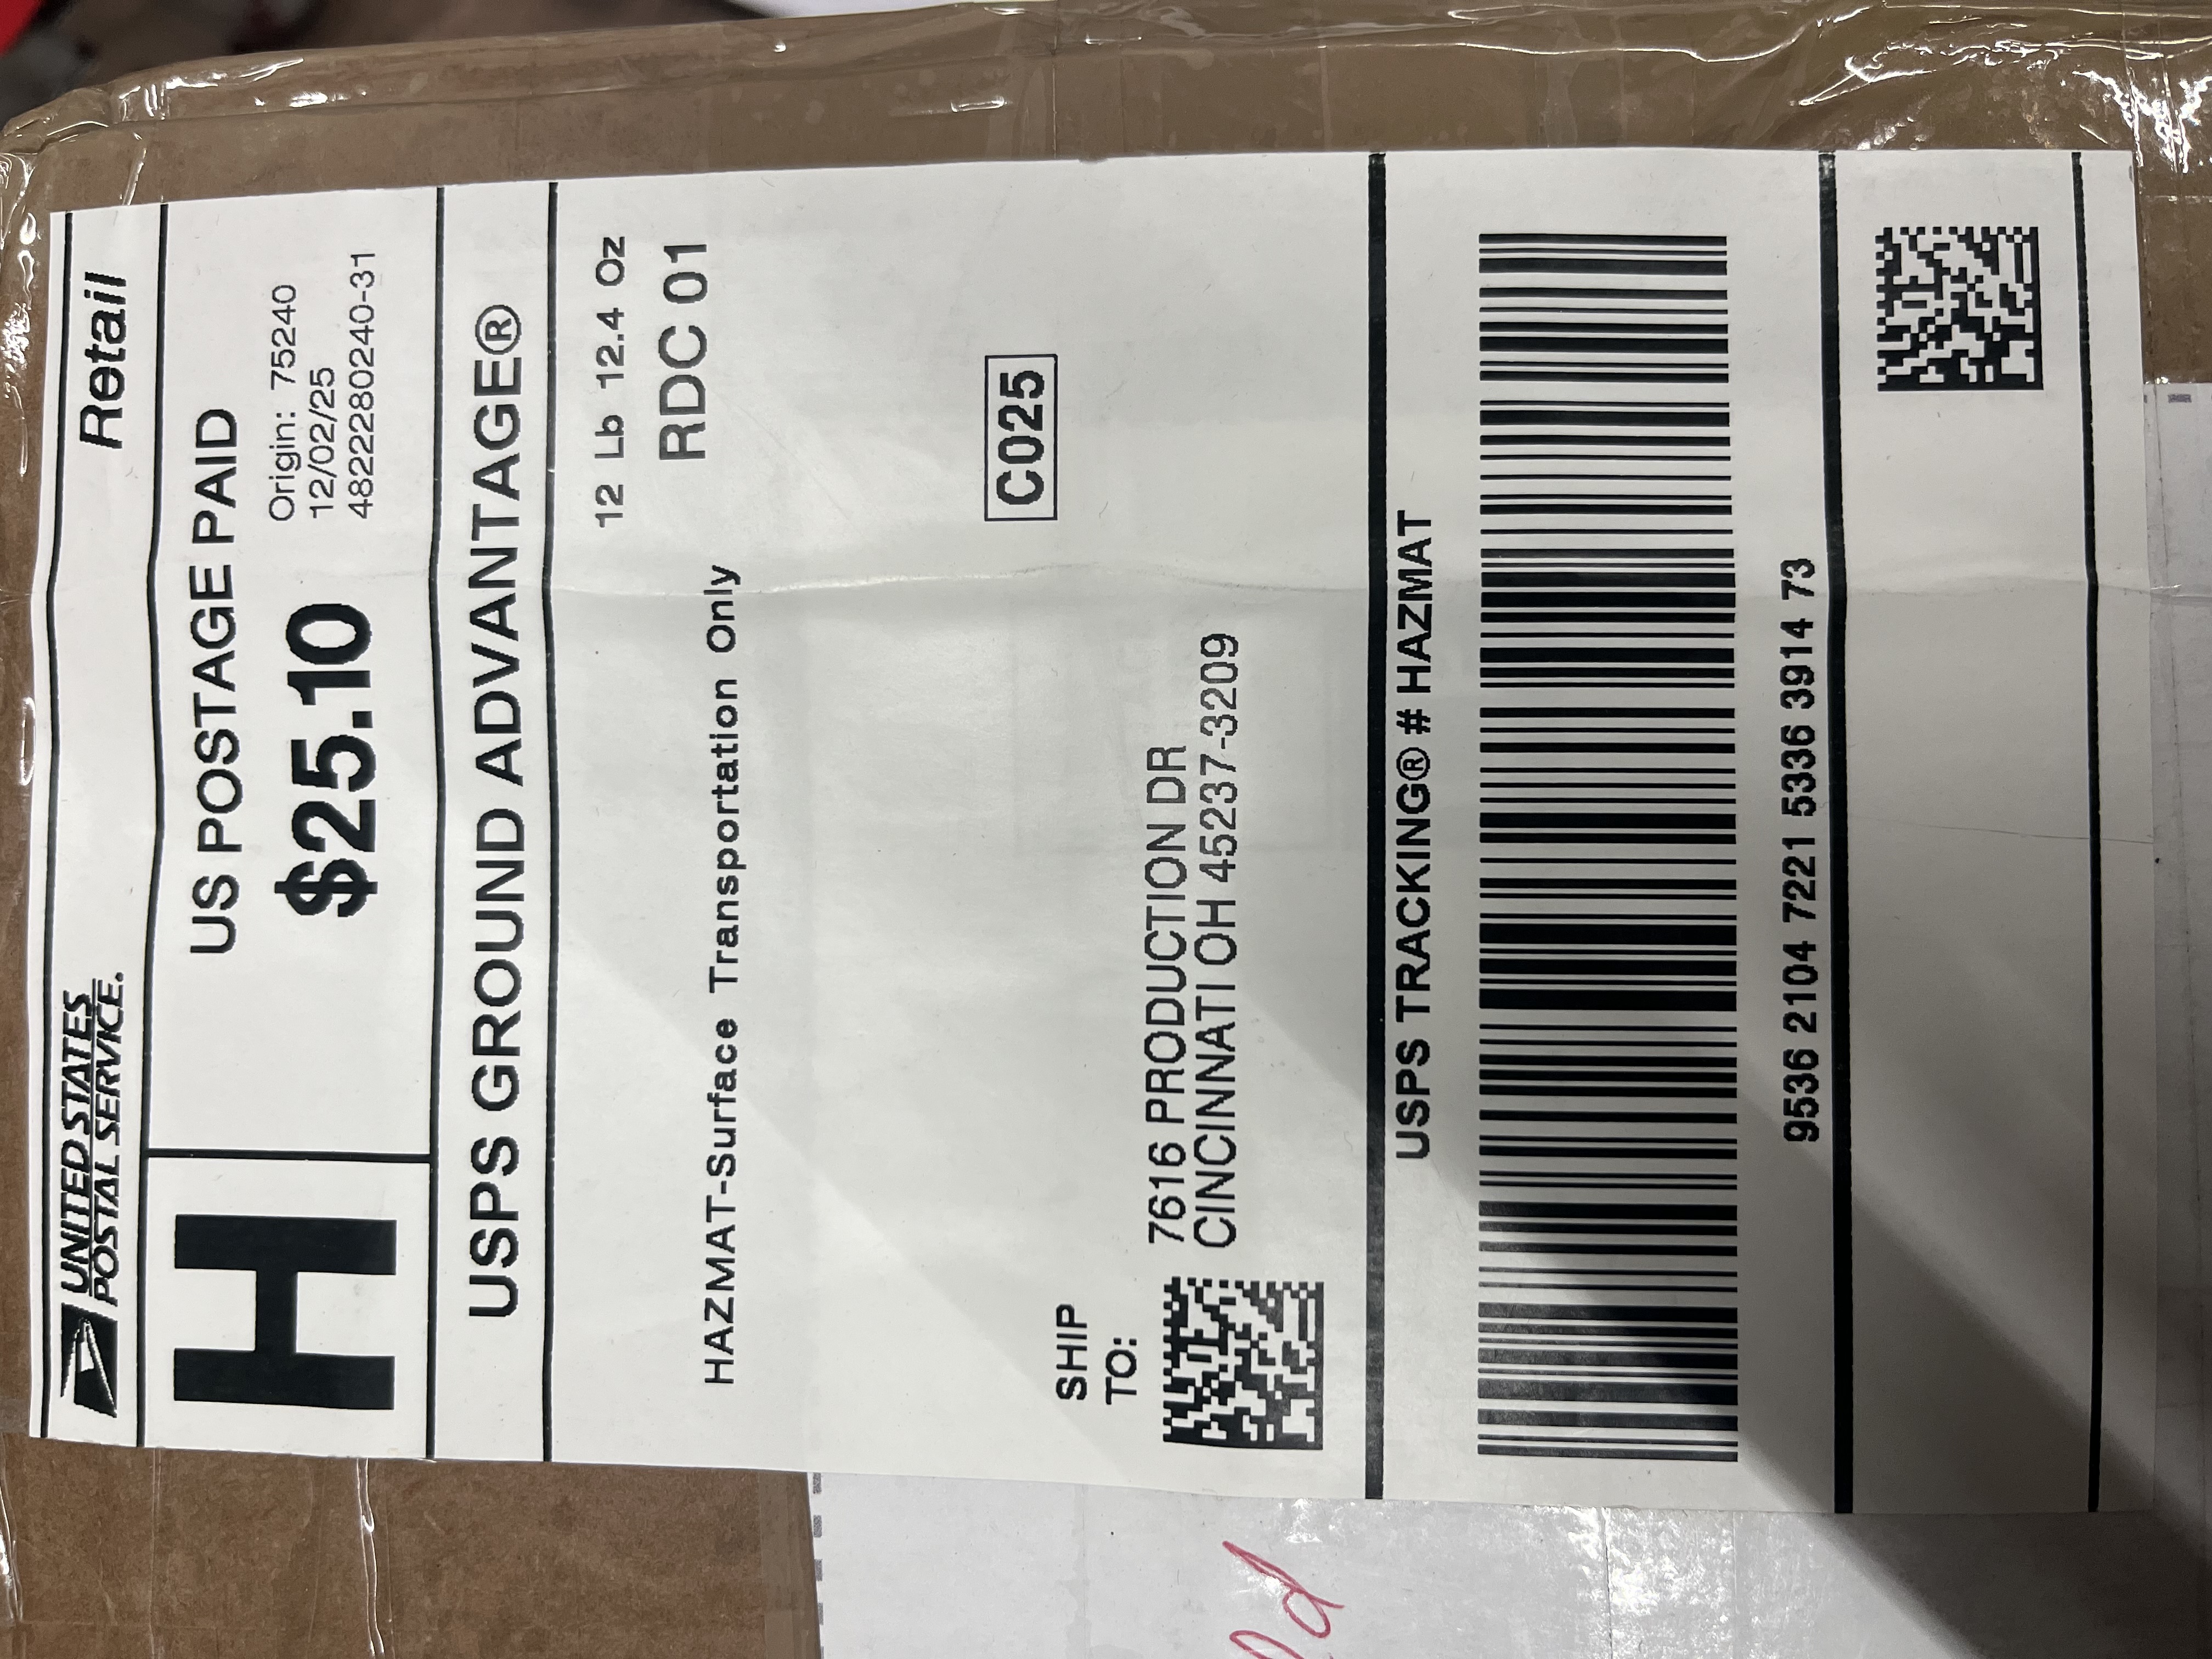 UNITED STATES
POSTAL SERVICE.
Retail
H
US POSTAGE PAID
$25.10
Origin: 75240
12/02/25
4822280240-31
USPS GROUND ADVANTAGE®
12 Lb 12.4 Oz
RDC 01
HAZMAT-Surface Transportation Only
C025
SHIP
TO:
7616 PRODUCTION DR
CINCINNATI OH 45237-3209
USPS TRACKING® # HAZMAT
9536 2104 7221 5336 3914 73